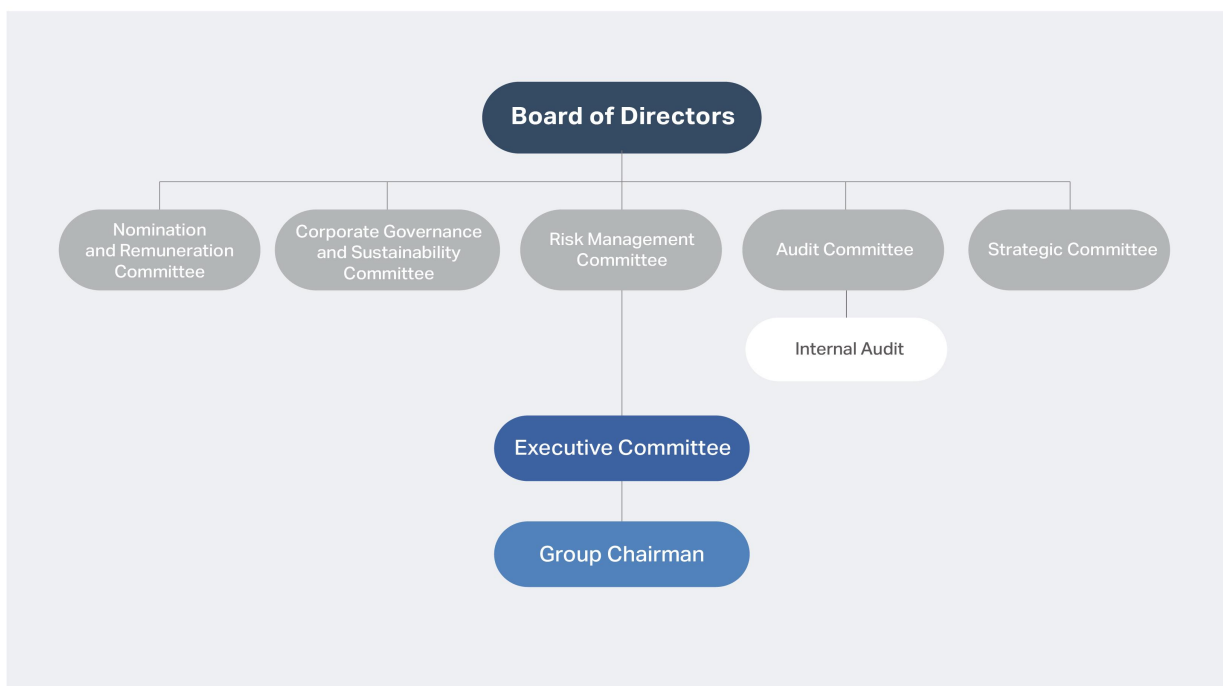 Board of Directors
Nomination
and Remuneration
Committee
Corporate Governance
and Sustainability
Committee
Risk Management
Committee
Audit Committee
Strategic Committee
Internal Audit
Executive Committee
Group Chairman